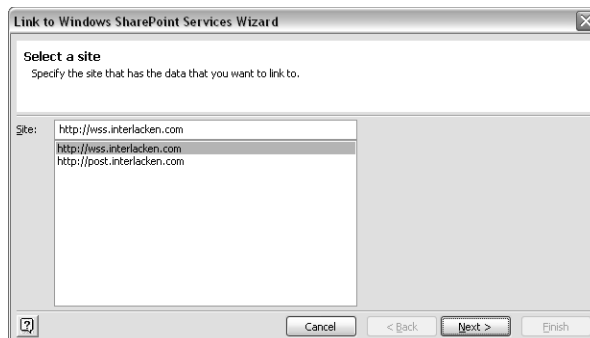 Link to Windows SharePoint Services Wizard
Select a site
Specify the site that has the data that you want to link to.
Site: http://wss.interlacken.com
http://wss.interlacken.com
http://post.interlacken.com
Cancel < Back Next > Finish